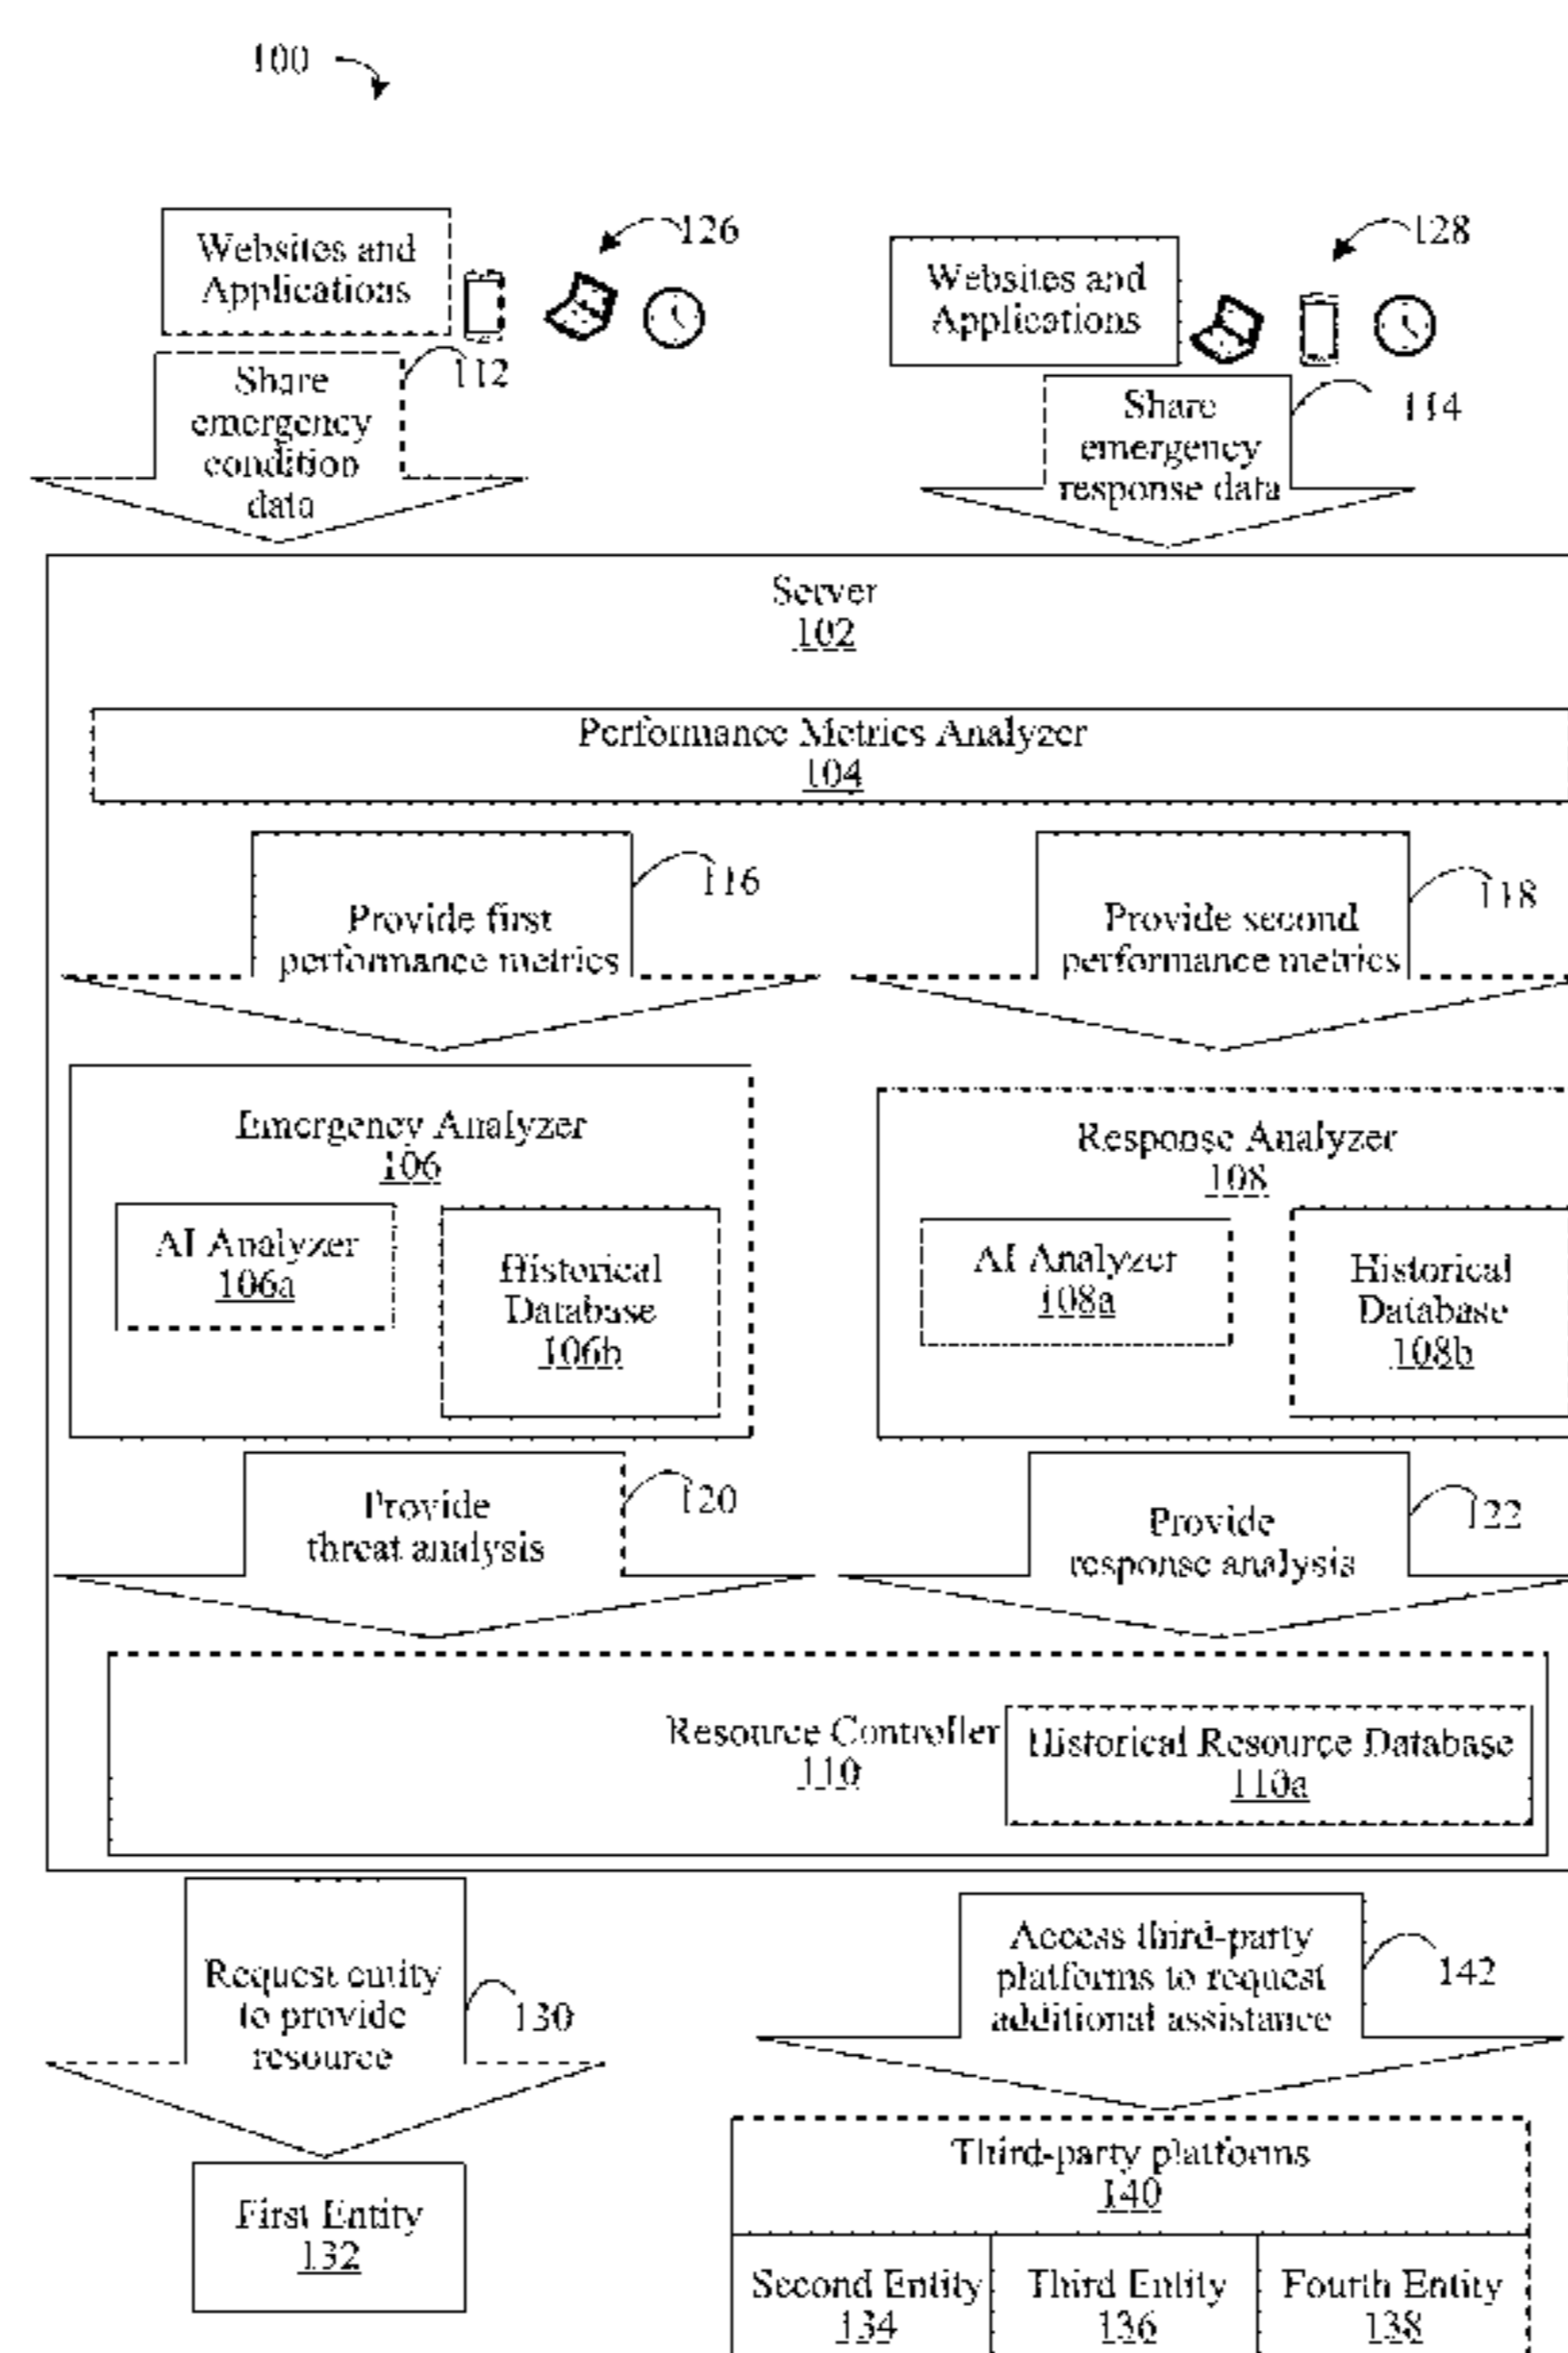 100
Websites and
Applications
126
Websites and
Applications
128
Share
emergency
condition
data
112
Share
emergency
response data
114
Server
102
Performance Metrics Analyzer
104
Provide first
performance metrics
116
Provide second
performance metrics
118
Emergency Analyzer
106
AI Analyzer
106a
Historical
Database
106b
Response Analyzer
108
AI Analyzer
108a
Historical
Database
108b
Provide
threat analysis
120
Provide
response analysis
122
Resource Controller
110
Historical Resource Database
110a
Request entity
to provide
resource
130
Access third-party
platforms to request
additional assistance
142
First Entity
132
Third-party platforms
140
Second Entity
134
Third Entity
136
Fourth Entity
138